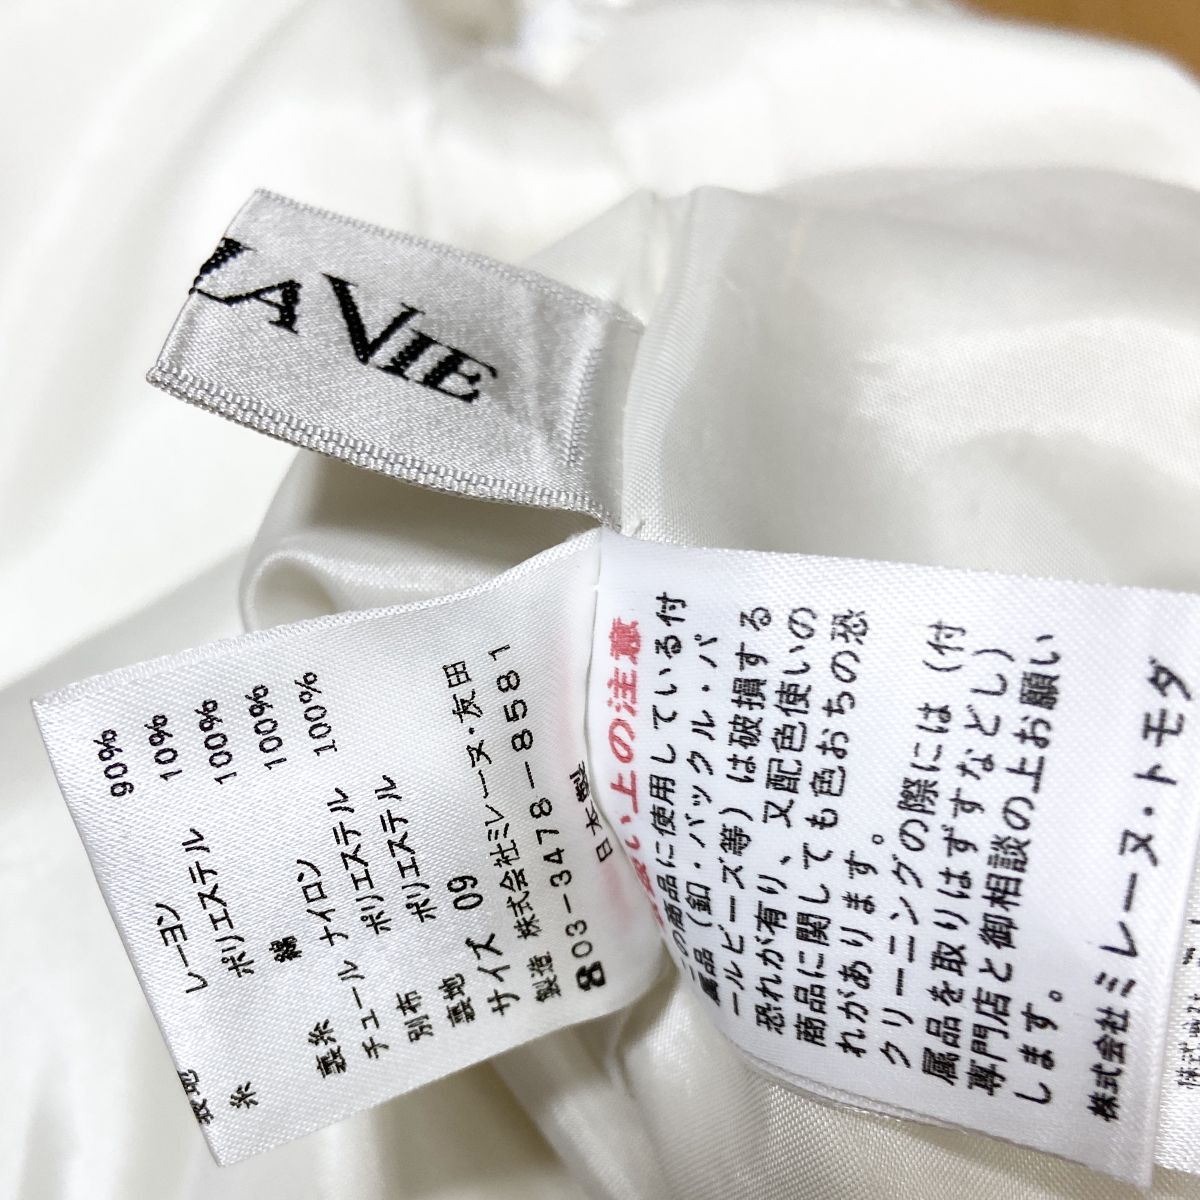 LA VIE
表地 レーヨン 90%
ポリエステル 10%
糸 綿 100%
裏糸 ナイロン 100%
チュール ポリエステル 100%
別布 ポリエステル
裏地
サイズ 09
製造 株式会社ミレーヌ・友田
03-3478-8581
8 日本製
扱い上の注意
この商品に使用している付
属品（釦・バックル・パ
ールビーズ等）は破損する
恐れが有り、又配色使いの
商品に関しても色おちの恐
れがあります。
クリーニングの際には（付
属品を取りはずすなどし）
専門店と御相談の上お願い
します。
株式会社ミレーヌ・トモダ